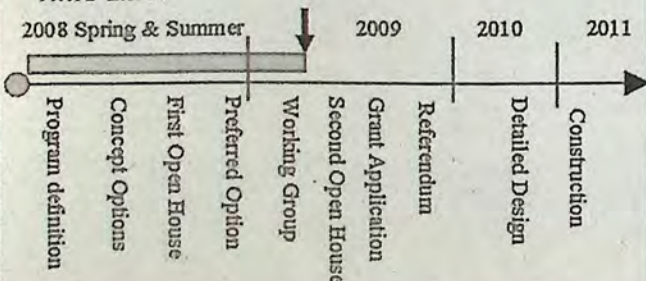 2008 Spring & Summer
2009
2010
2011
Program definition
Concept Options
First Open House
Preferred Option
Working Group
Second Open House
Grant Application
Referendum
Detailed Design
Construction